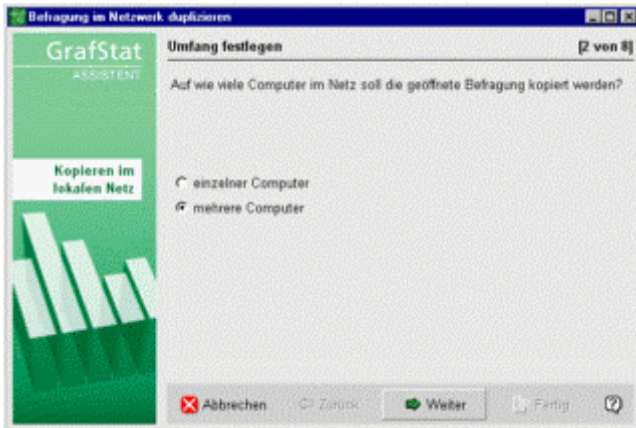 Befragung im Netzwerk duplizieren
GrafStat
ASSISTENT
Kopieren im
lokalen Netz
Umfang festlegen [2 von 8]
Auf wie viele Computer im Netz soll die geöffnete Befragung kopiert werden?
einzelner Computer
mehrere Computer
Abbrechen Zurück Weiter Fertig